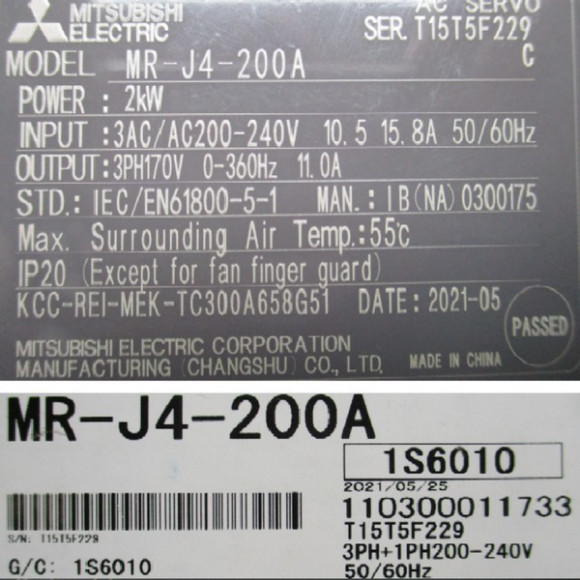 MITSUBISHI
ELECTRIC
AC SERVO
SER. T15T5F229
C
MODEL MR-J4-200A
POWER : 2kW
INPUT :3AC/AC200-240V 10.5 15.8A 50/60Hz
OUTPUT:3PH170V 0-360Hz 11.0A
STD.: IEC/EN61800-5-1 MAN.: IB(NA)0300175
Max. Surrounding Air Temp.:55℃
IP20 (Except for fan finger guard)
KCC-REI-MEK-TC300A658G51 DATE: 2021-05
PASSED
MITSUBISHI ELECTRIC CORPORATION
MANUFACTURING (CHANGSHU) CO., LTD. MADE IN CHINA
MR-J4-200A
1S6010
2021/05/25
110300011733
S/N: T15T5F229
T15T5F229
3PH+1PH200-240V
G/C: 1S6010
50/60Hz